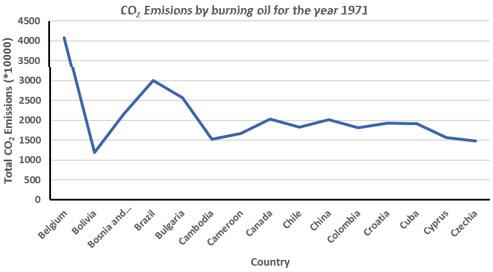 CO2 Emisions by burning oil for the year 1971
Total CO2 Emissions (*10000)
4500
4000
3500
3000
2500
2000
1500
1000
500
0
Belgium
Bolivia
Bosnia and...
Brazil
Bulgaria
Cambodia
Cameroon
Canada
Chile
China
Colombia
Croatia
Cuba
Cyprus
Czechia
Country